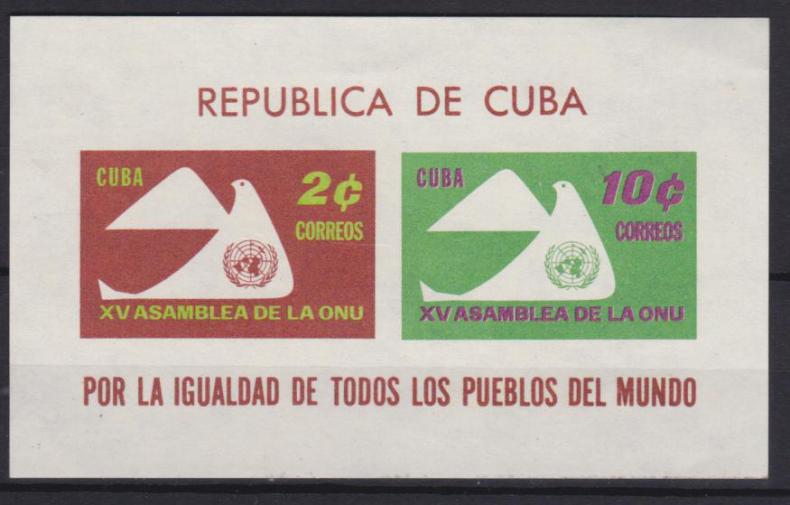 REPUBLICA DE CUBA
CUBA
2¢
CORREOS
XV ASAMBLEA DE LA ONU
CUBA
10¢
CORREOS
XV ASAMBLEA DE LA ONU
POR LA IGUALDAD DE TODOS LOS PUEBLOS DEL MUNDO